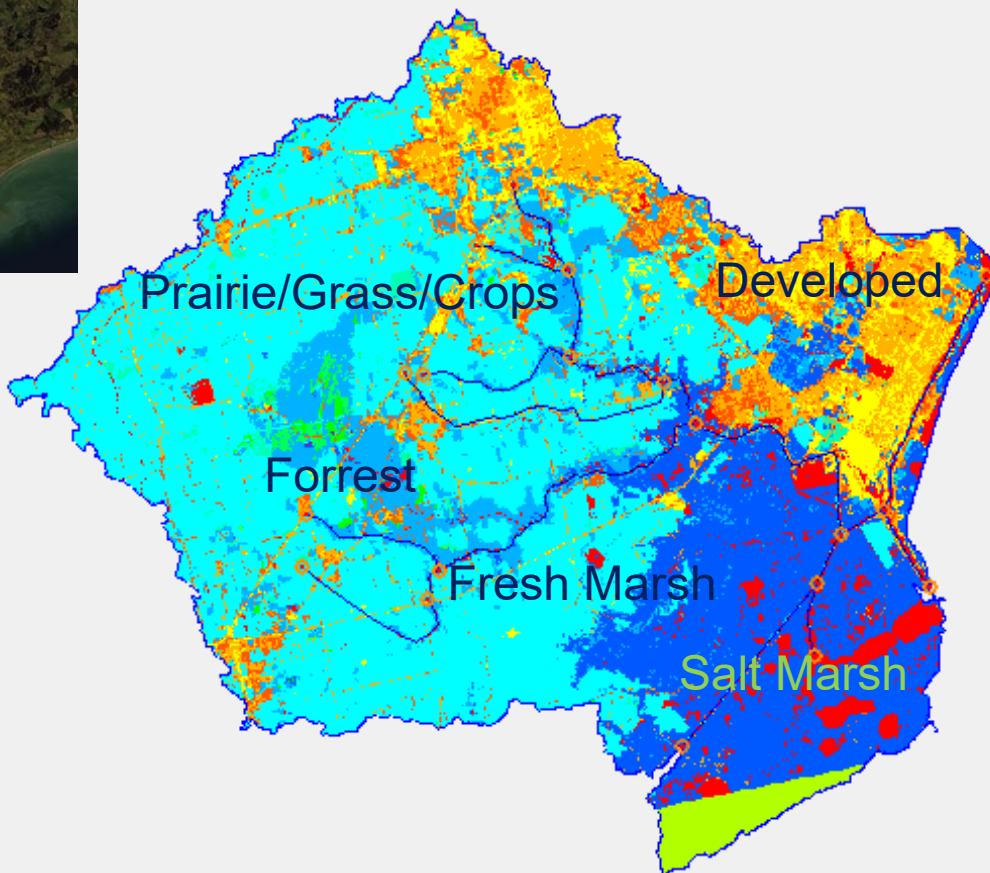 Prairie/Grass/Crops
Developed
Forrest
Fresh Marsh
Salt Marsh